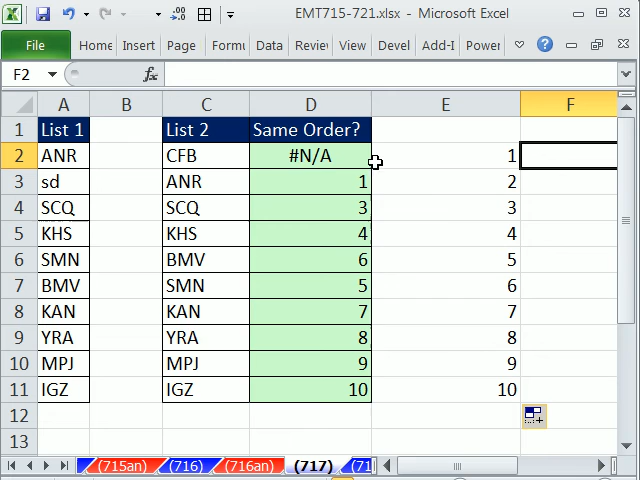 EMT715-721.xlsx - Microsoft Excel
File Home Insert Page Formu Data Review View Devel Add-I Power
F2 fx
A B C D E F
1 List 1 List 2 Same Order?
2 ANR CFB #N/A 1
3 sd ANR 1 2
4 SCQ SCQ 3 3
5 KHS KHS 4 4
6 SMN BMV 6 5
7 BMV SMN 5 6
8 KAN KAN 7 7
9 YRA YRA 8 8
10 MPJ MPJ 9 9
11 IGZ IGZ 10 10
12
13
(715an) (716) (716an) (717) (71